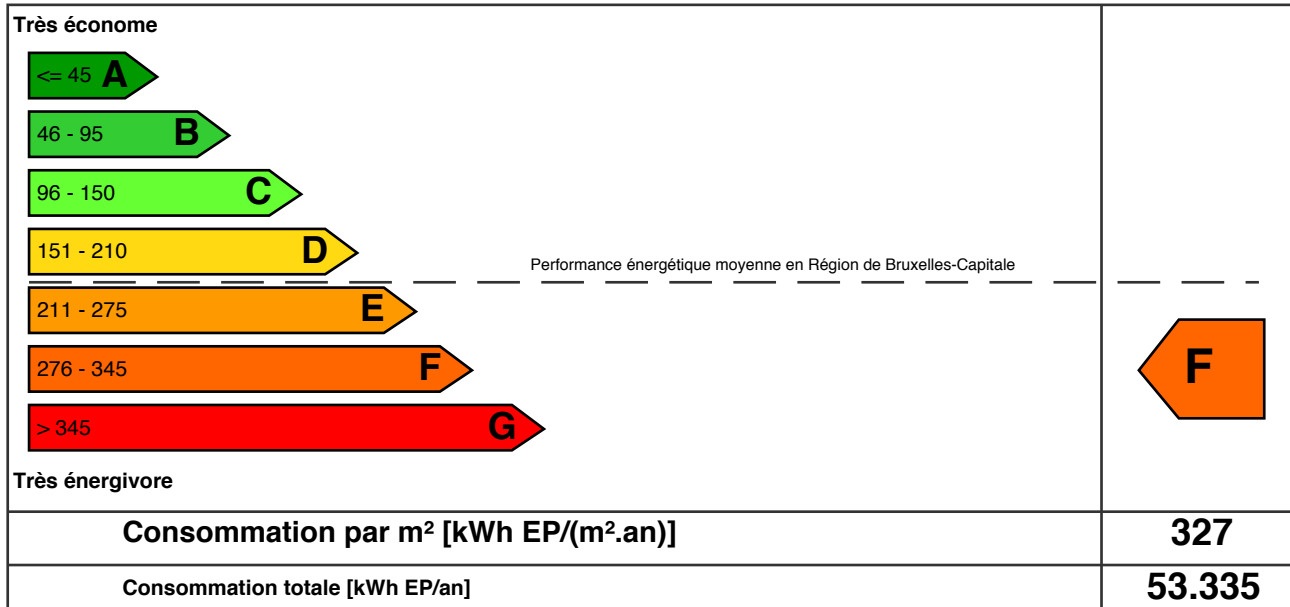 Très économe
<= 45 A
46 - 95 B
96 - 150 C
151 - 210 D
Performance énergétique moyenne en Région de Bruxelles-Capitale
211 - 275 E
276 - 345 F
F
> 345 G
Très énergivore
Consommation par m² [kWh EP/(m².an)] 327
Consommation totale [kWh EP/an] 53.335